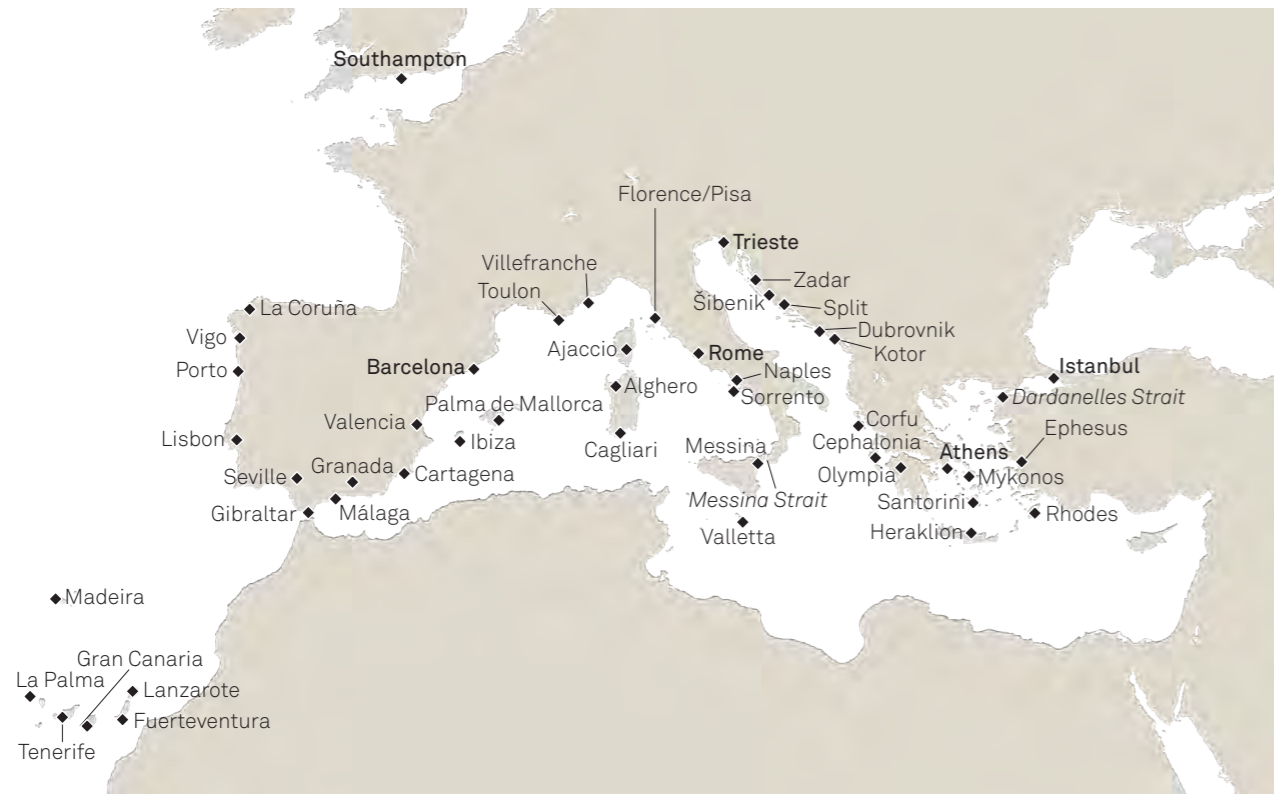 Southampton
Florence/Pisa
Trieste
Villefranche
Zadar
Toulon
Šibenik
Split
La Coruña
Dubrovnik
Vigo
Kotor
Ajaccio
Rome
Porto
Barcelona
Naples
Istanbul
Alghero
Sorrento
Dardanelles Strait
Palma de Mallorca
Valencia
Corfu
Ephesus
Lisbon
Ibiza
Cephalonia
Cagliari
Messina
Athens
Granada
Seville
Cartagena
Olympia
Mykonos
Messina Strait
Santorini
Gibraltar
Málaga
Rhodes
Valletta
Heraklion
Madeira
Gran Canaria
La Palma
Lanzarote
Fuerteventura
Tenerife